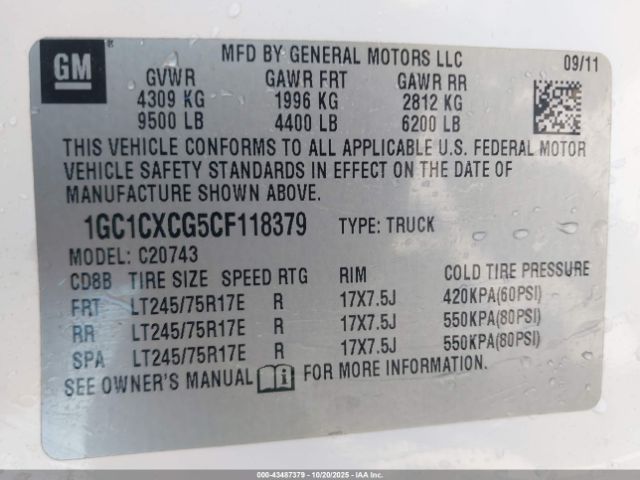 GM
MFD BY GENERAL MOTORS LLC 09/11
GVWR GAWR FRT GAWR RR
4309 KG 1996 KG 2812 KG
9500 LB 4400 LB 6200 LB
THIS VEHICLE CONFORMS TO ALL APPLICABLE U.S. FEDERAL MOTOR
VEHICLE SAFETY STANDARDS IN EFFECT ON THE DATE OF
MANUFACTURE SHOWN ABOVE.
1GC1CXCG5CF118379 TYPE: TRUCK
MODEL: C20743
CD8B TIRE SIZE SPEED RTG RIM COLD TIRE PRESSURE
FRT LT245/75R17E R 17X7.5J 420KPA(60PSI)
RR LT245/75R17E R 17X7.5J 550KPA(80PSI)
SPA LT245/75R17E R 17X7.5J 550KPA(80PSI)
SEE OWNER'S MANUAL FOR MORE INFORMATION.
000-43487379 - 10/20/2025 - IAA Inc.